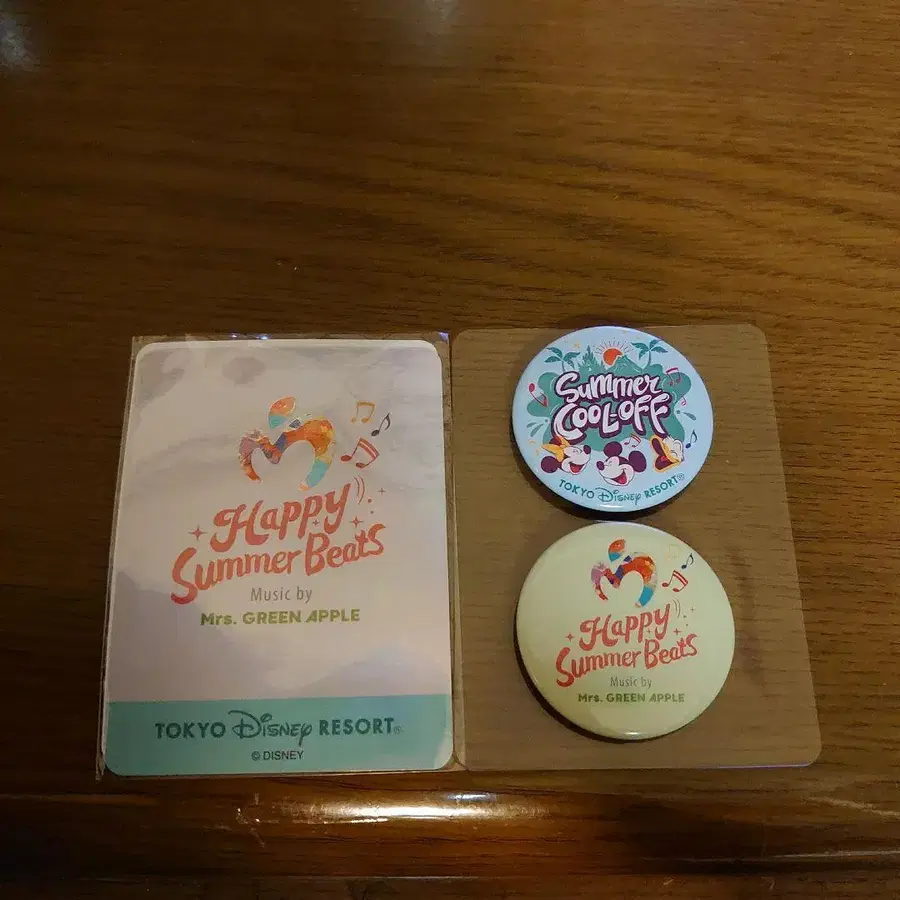 Happy
Summer Beats
Music by
Mrs. GREEN APPLE
TOKYO Disney RESORT®
© DISNEY
Summer
COOL-OFF
TOKYO Disney RESORT®
Happy
Summer Beats
Music by
Mrs. GREEN APPLE